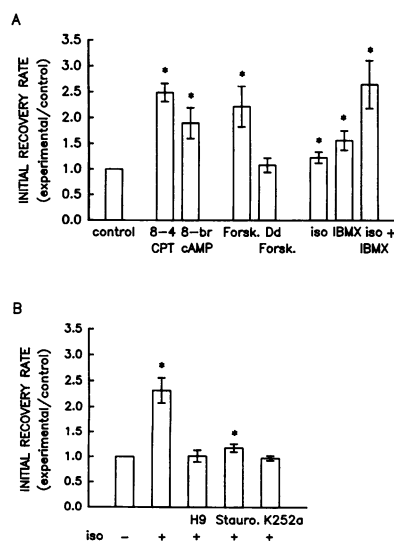 A
INITIAL RECOVERY RATE
(experimental/control)
3.5
3.0
2.5
2.0
1.5
1.0
0.5
0.0
* * * * * *
control 8-4 8-br Forsk. Dd iso IBMX iso +
CPT cAMP Forsk. IBMX
B
INITIAL RECOVERY RATE
(experimental/control)
3.5
3.0
2.5
2.0
1.5
1.0
0.5
0.0
* *
H9 Stauro. K252a
iso - + + + +